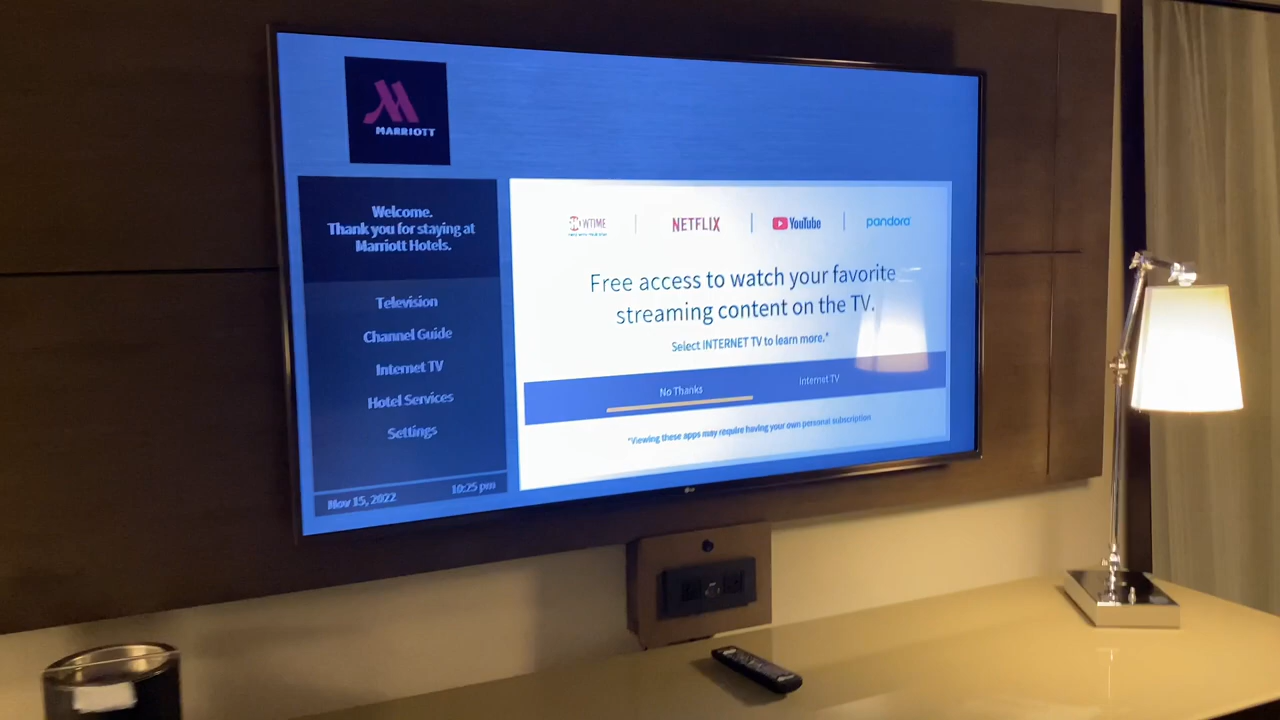 MARRIOTT
Welcome.
Thank you for staying at
Marriott Hotels.
Television
Channel Guide
Internet TV
Hotel Services
Settings
Nov 15, 2022
10:25 pm
SHOWTIME
NETFLIX
YouTube
pandora
Free access to watch your favorite
streaming content on the TV.
Select INTERNET TV to learn more.*
No Thanks
Internet TV
*Viewing these apps may require having your own personal subscription
LG